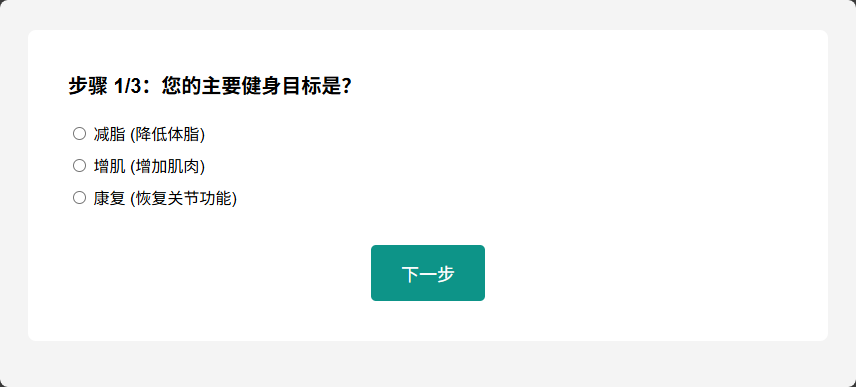 步骤 1/3：您的主要健身目标是？
减脂 (降低体脂)
增肌 (增加肌肉)
康复 (恢复关节功能)
下一步